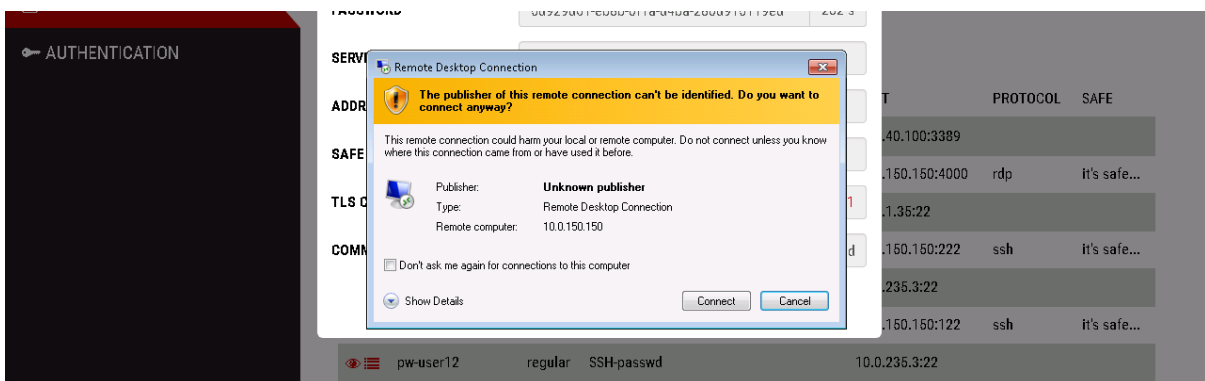 AUTHENTICATION
PASSWORD 202 s
Remote Desktop Connection
The publisher of this remote connection can't be identified. Do you want to
connect anyway?
This remote connection could harm your local or remote computer. Do not connect unless you know
where this connection came from or have used it before.
Publisher: Unknown publisher
Type: Remote Desktop Connection
Remote computer: 10.0.150.150
Don't ask me again for connections to this computer
Show Details Connect Cancel
SERVI
ADDR
SAFE
TLS C 1
COMM d
T PROTOCOL SAFE
.40.100:3389
.150.150:4000 rdp it's safe...
.1.35:22
.150.150:222 ssh it's safe...
.235.3:22
.150.150:122 ssh it's safe...
pw-user12 regular SSH-passwd 10.0.235.3:22